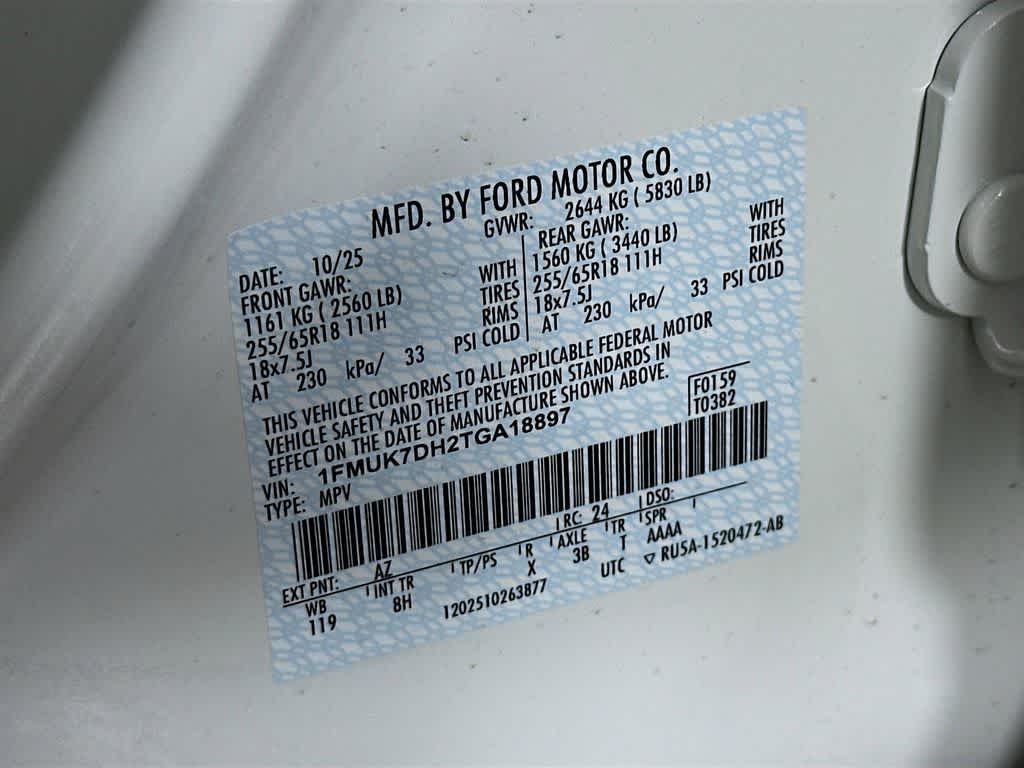 MFD. BY FORD MOTOR CO.
DATE: 10/25 GVWR: 2644 KG ( 5830 LB)
FRONT GAWR: REAR GAWR:
1161 KG ( 2560 LB) WITH 1560 KG ( 3440 LB) WITH
255/65R18 111H TIRES 255/65R18 111H TIRES
18x7.5J RIMS 18x7.5J RIMS
AT 230 kPa/ 33 PSI COLD AT 230 kPa/ 33 PSI COLD
THIS VEHICLE CONFORMS TO ALL APPLICABLE FEDERAL MOTOR
VEHICLE SAFETY AND THEFT PREVENTION STANDARDS IN
EFFECT ON THE DATE OF MANUFACTURE SHOWN ABOVE.
VIN: 1FMUK7DH2TGA18897 F0159
TYPE: MPV T0382
EXT PNT: AZ RC: 24 DSO:
WB INT TR TP/PS R AXLE TR SPR
119 8H X 3B T AAAA
1202510263877 UTC ▽ RU5A-1520472-AB